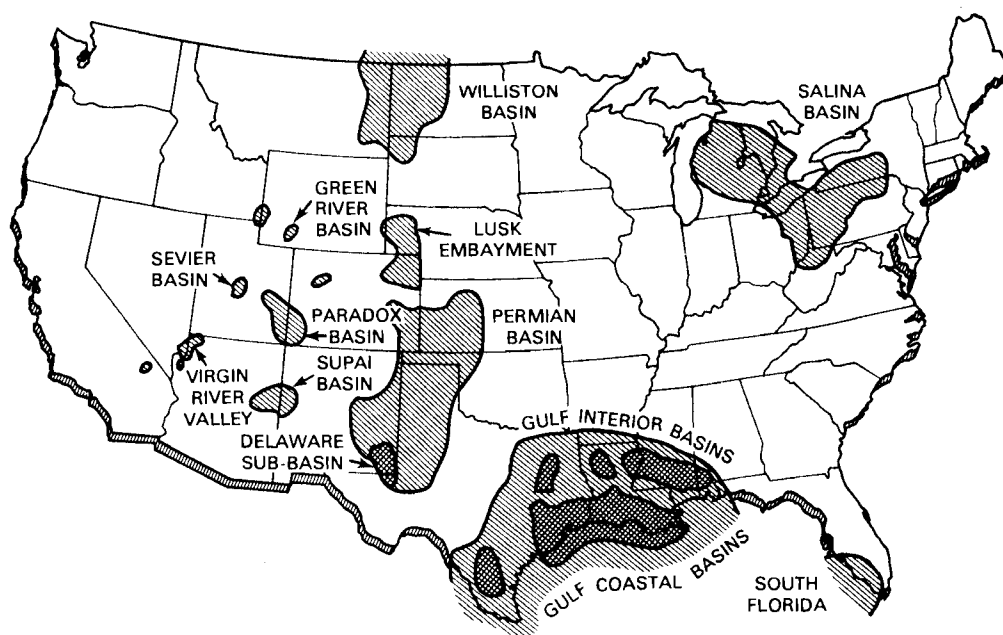 WILLISTON
BASIN
SALINA
BASIN
GREEN
RIVER
BASIN
LUSK
EMBAYMENT
SEVIER
BASIN
PARADOX
BASIN
PERMIAN
BASIN
SUPAI
BASIN
VIRGIN
RIVER
VALLEY
DELAWARE
SUB-BASIN
GULF INTERIOR BASINS
GULF COASTAL BASINS
SOUTH
FLORIDA